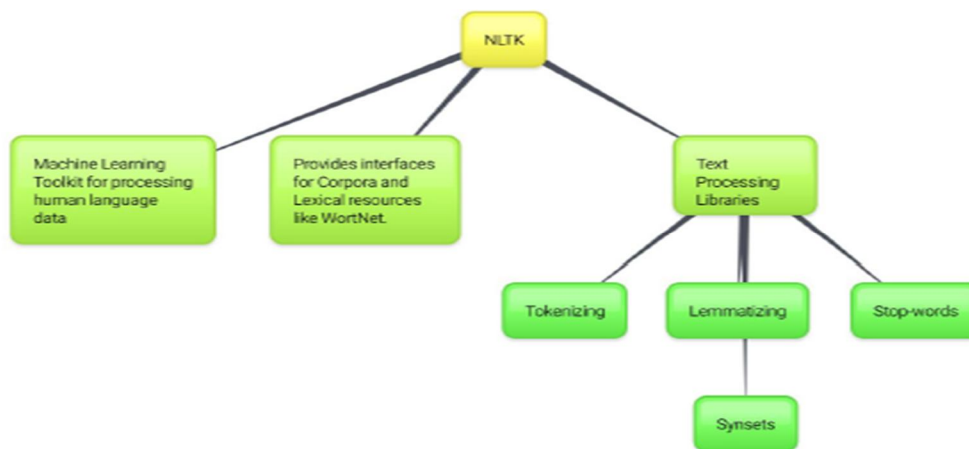 NLTK
Machine Learning
Toolkit for processing
human language
data
Provides interfaces
for Corpora and
Lexical resources
like WortNet.
Text
Processing
Libraries
Tokenizing
Lemmatizing
Stop-words
Synsets